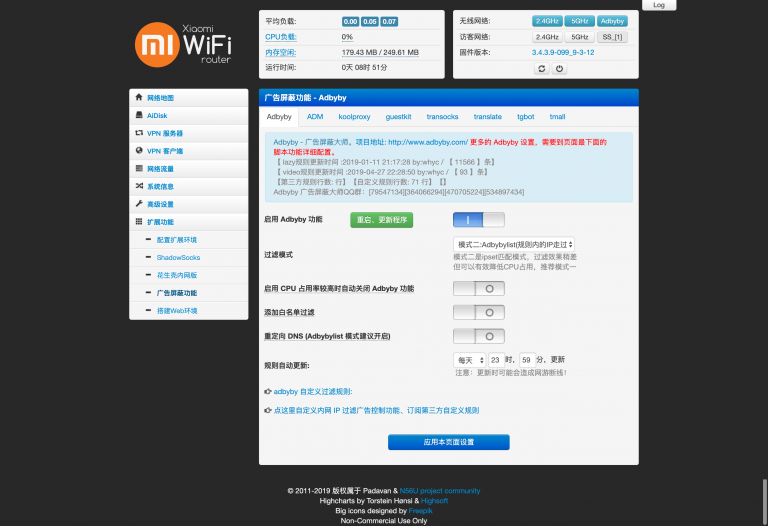 Log
Xiaomi
mi WiFi
router
平均负载: 0.00 0.05 0.07
CPU负载: 0%
内存空闲: 179.43 MB / 249.61 MB
运行时间: 0天 08时 51分
无线网络: 2.4GHz 5GHz Adbyby
访客网络: 2.4GHz 5GHz SS_[1]
固件版本: 3.4.3.9-099_9-3-12
网络地图
AiDisk
VPN 服务器
VPN 客户端
网络流量
系统信息
高级设置
扩展功能
配置扩展环境
ShadowSocks
花生壳内网版
广告屏蔽功能
搭建Web环境
广告屏蔽功能 - Adbyby
Adbyby ADM koolproxy guestkit transocks translate tgbot tmall
Adbyby - 广告屏蔽大师。项目地址: http://www.adbyby.com/ 更多的 Adbyby 设置，需要到页面最下面的
脚本功能详细配置。
【 lazy规则更新时间 :2019-01-11 21:17:28 by:whyc / 【 11566 】条】
【 video规则更新时间 :2019-04-27 22:28:50 by:whyc / 【 93 】条】
【第三方规则行数: 行】【自定义规则行数: 71 行】 【】
Adbyby 广告屏蔽大师QQ群：[79547134][364066294][470705224][534897434]
启用 Adbyby 功能 重启、更新程序
过滤模式 模式二:Adbybylist(规则内的IP走过
模式二是ipset匹配模式，过滤效果稍差
但可以有效降低CPU占用，推荐模式一
启用 CPU 占用率较高时自动关闭 Adbyby 功能
添加白名单过滤
重定向 DNS (Adbybylist 模式建议开启)
规则自动更新: 每天 23 时, 59 分，更新
注意：更新时可能会造成网游断线！
adbyby 自定义过滤规则:
点这里自定义内网 IP 过滤广告控制功能、订阅第三方自定义规则
应用本页面设置
© 2011-2019 版权属于 Padavan & N56U project community
Highcharts by Torstein Hønsi & Highsoft
Big icons designed by Freepik
Non-Commercial Use Only